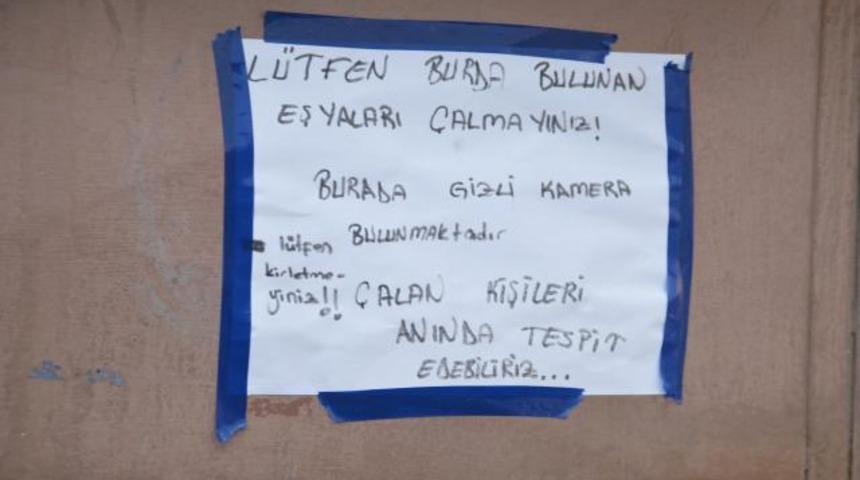 LÜTFEN BURDA BULUNAN
EŞYALARI ÇALMAYINIZ!
BURADA GİZLİ KAMERA
BULUNMAKtadır
lütfen
kirletme-
yiniz!!
ÇALAN KİŞİLERİ
ANINDA TESPİT
EDEBİLİRİZ...